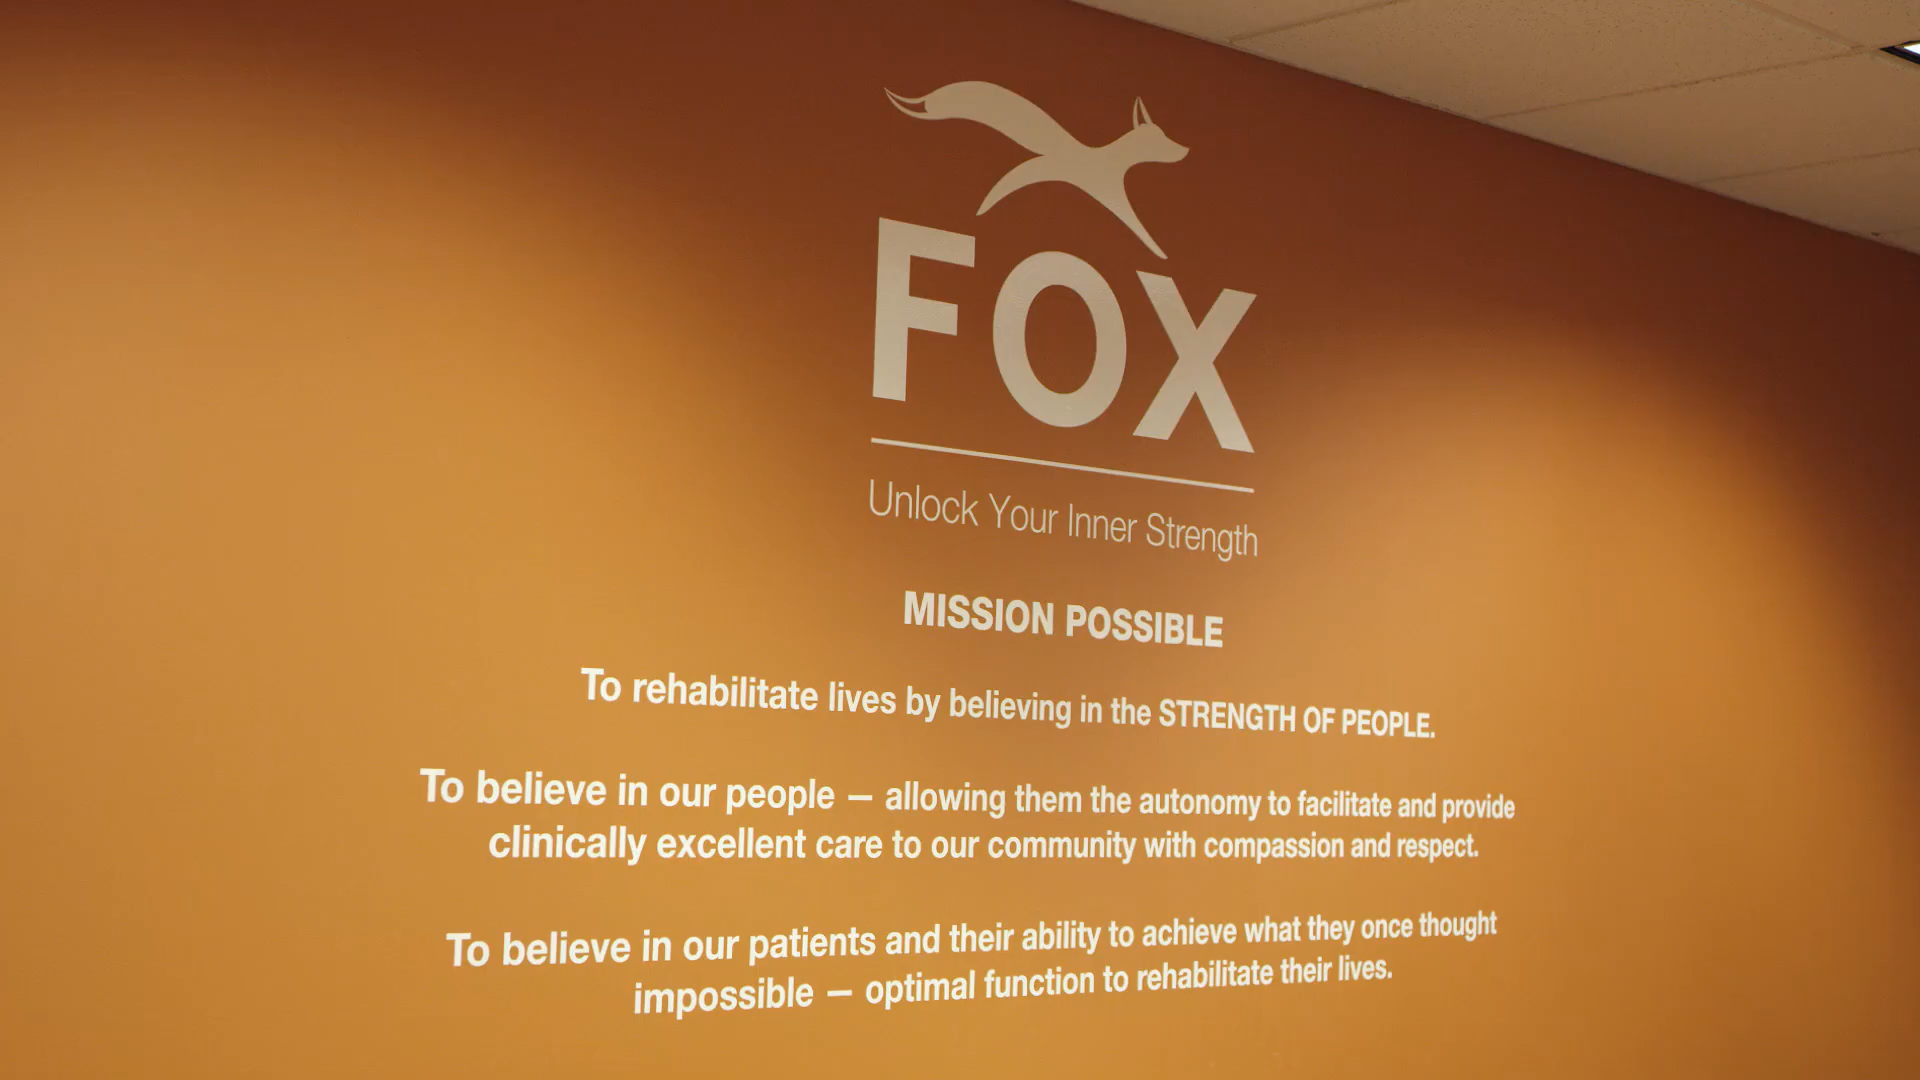 FOX
Unlock Your Inner Strength
MISSION POSSIBLE
To rehabilitate lives by believing in the STRENGTH OF PEOPLE.
To believe in our people — allowing them the autonomy to facilitate and provide
clinically excellent care to our community with compassion and respect.
To believe in our patients and their ability to achieve what they once thought
impossible — optimal function to rehabilitate their lives.